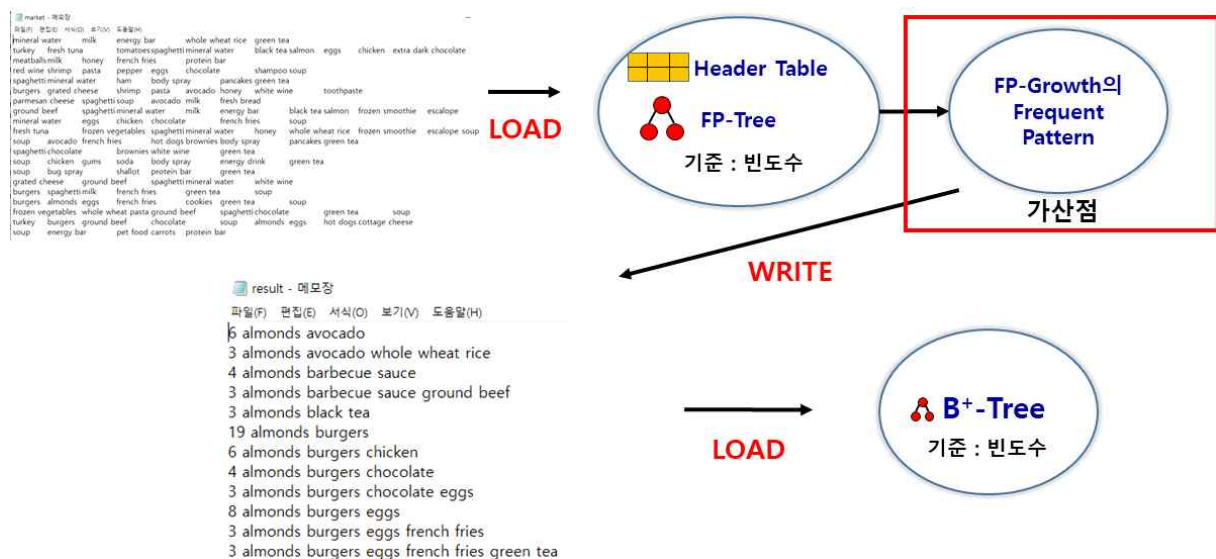 market - 메모장
파일(F) 편집(E) 서식(O) 보기(V) 도움말(H)
mineral water milk energy bar whole wheat rice green tea
turkey fresh tuna tomatoes spaghetti mineral water black tea salmon eggs chicken extra dark chocolate
meatballs milk honey french fries protein bar
red wine shrimp pasta pepper eggs chocolate shampoo soup
spaghetti mineral water ham body spray pancakes green tea
burgers grated cheese shrimp pasta avocado honey white wine toothpaste
parmesan cheese spaghetti soup avocado milk fresh bread
ground beef spaghetti mineral water milk energy bar black tea salmon frozen smoothie escalope
mineral water eggs chicken chocolate french fries soup
fresh tuna frozen vegetables spaghetti mineral water honey whole wheat rice frozen smoothie escalope soup
soup avocado french fries hot dogs brownies body spray pancakes green tea
spaghetti chocolate brownies white wine green tea
soup chicken gums soda body spray energy drink green tea
soup bug spray shallot protein bar green tea
grated cheese ground beef spaghetti mineral water white wine
burgers spaghetti milk french fries green tea soup
burgers almonds eggs french fries cookies green tea soup
frozen vegetables whole wheat pasta ground beef spaghetti chocolate green tea soup
turkey burgers ground beef chocolate soup almonds eggs hot dogs cottage cheese
soup energy bar pet food carrots protein bar
LOAD
Header Table
FP-Tree
기준 : 빈도수
FP-Growth의
Frequent
Pattern
가산점
WRITE
result - 메모장
파일(F) 편집(E) 서식(O) 보기(V) 도움말(H)
6 almonds avocado
3 almonds avocado whole wheat rice
4 almonds barbecue sauce
3 almonds barbecue sauce ground beef
3 almonds black tea
19 almonds burgers
6 almonds burgers chicken
4 almonds burgers chocolate
3 almonds burgers chocolate eggs
8 almonds burgers eggs
3 almonds burgers eggs french fries
3 almonds burgers eggs french fries green tea
LOAD
B+-Tree
기준 : 빈도수